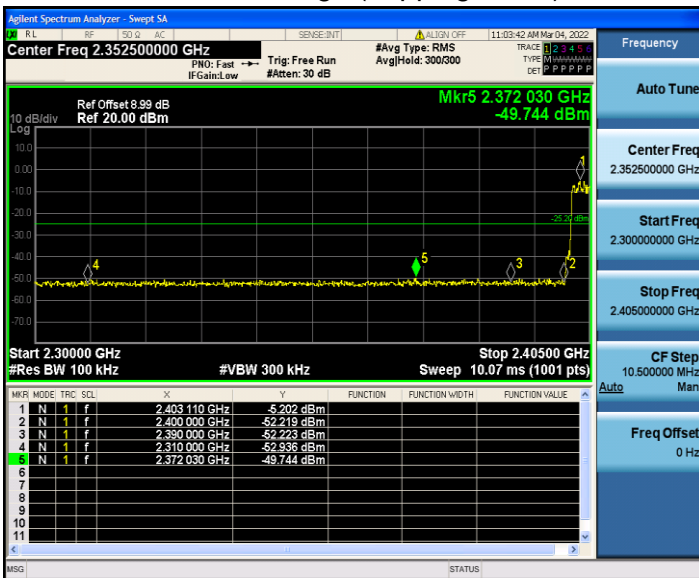 Agilent Spectrum Analyzer - Swept SA
RL RF 50 Ω AC SENSE:INT ALIGN OFF 11:03:42 AM Mar 04, 2022
Center Freq 2.352500000 GHz
PNO: Fast Trig: Free Run
IFGain:Low #Atten: 30 dB
#Avg Type: RMS
Avg|Hold: 300/300
TRACE 1 2 3 4 5 6
TYPE M
DET P P P P P P
Frequency
Mkr5 2.372 030 GHz
-49.744 dBm
Ref Offset 8.99 dB
10 dB/div Ref 20.00 dBm
Log
10.0
0.00
-10.0
-20.0
-30.0
-40.0
-50.0
-60.0
-70.0
1
4
5
3
2
Start 2.30000 GHz Stop 2.40500 GHz
#Res BW 100 kHz #VBW 300 kHz Sweep 10.07 ms (1001 pts)
MKR MODE TRC SCL X Y FUNCTION FUNCTION WIDTH FUNCTION VALUE
1 N 1 f 2.403 110 GHz -5.202 dBm
2 N 1 f 2.400 000 GHz -52.219 dBm
3 N 1 f 2.390 000 GHz -52.223 dBm
4 N 1 f 2.310 000 GHz -52.936 dBm
5 N 1 f 2.372 030 GHz -49.744 dBm
6
7
8
9
10
11
MSG STATUS
Auto Tune
Center Freq
2.352500000 GHz
Start Freq
2.300000000 GHz
Stop Freq
2.405000000 GHz
CF Step
10.500000 MHz
Auto Man
Freq Offset
0 Hz